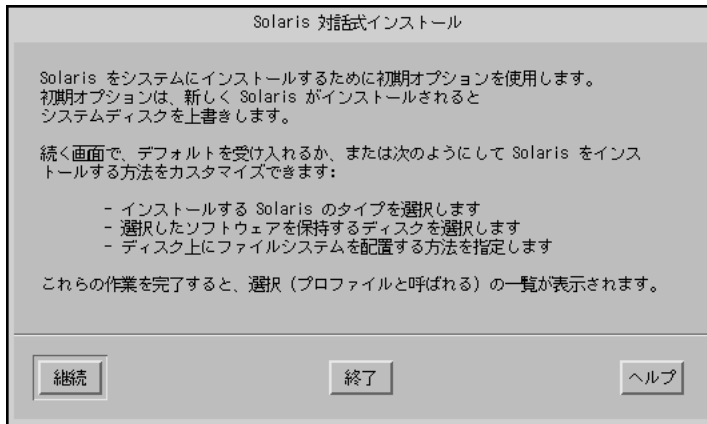 Solaris 対話式インストール
Solaris をシステムにインストールするために初期オプションを使用します。
初期オプションは、新しく Solaris がインストールされると
システムディスクを上書きします。
続く画面で、デフォルトを受け入れるか、または次のようにして Solaris をインス
トールする方法をカスタマイズできます:
- インストールする Solaris のタイプを選択します
- 選択したソフトウェアを保持するディスクを選択します
- ディスク上にファイルシステムを配置する方法を指定します
これらの作業を完了すると、選択（プロファイルと呼ばれる）の一覧が表示されます。
継続
終了
ヘルプ